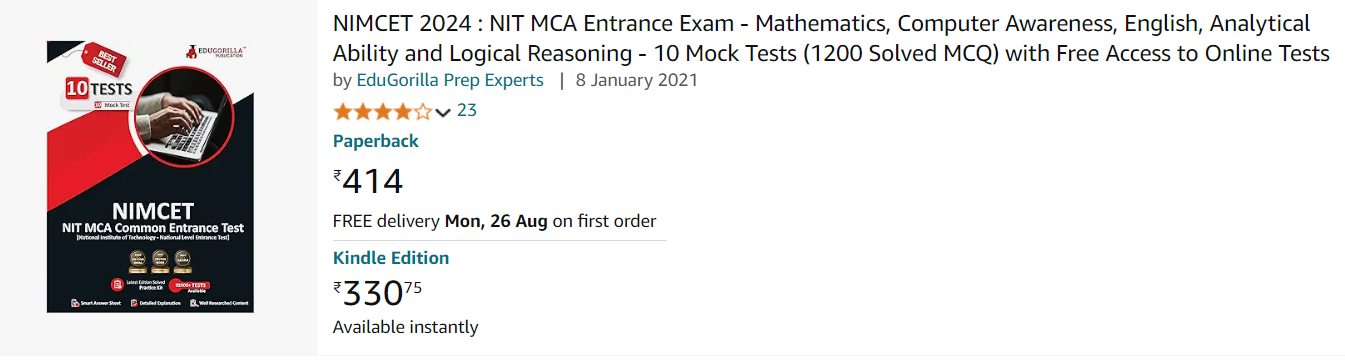 BEST
SELLER
EDUGORILLA
PUBLICATION
10 TESTS
10 Mock Test
NIMCET
NIT MCA Common Entrance Test
[National Institute of Technology - National Level Entrance Test]
Latest Edition Solved
Practice Kit
TESTS
Available
Smart Answer Sheet
Detailed Explanation
Well Researched Content
NIMCET 2024 : NIT MCA Entrance Exam - Mathematics, Computer Awareness, English, Analytical
Ability and Logical Reasoning - 10 Mock Tests (1200 Solved MCQ) with Free Access to Online Tests
by EduGorilla Prep Experts | 8 January 2021
23
Paperback
₹414
FREE delivery Mon, 26 Aug on first order
Kindle Edition
₹33075
Available instantly